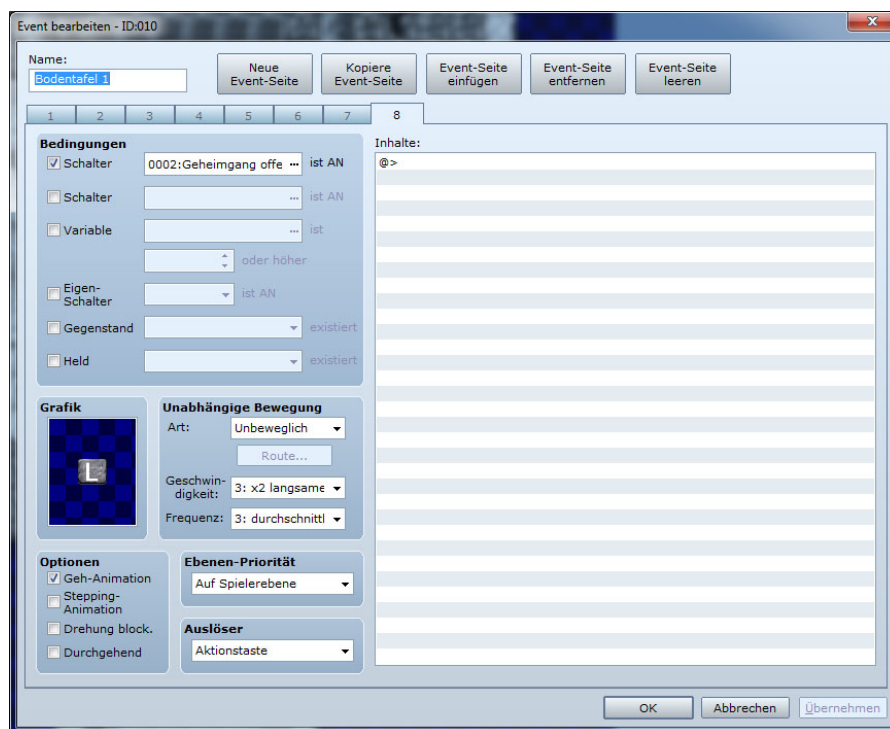 Event bearbeiten - ID:010
Name:
Bodentafel 1
Neue
Event-Seite
Kopiere
Event-Seite
Event-Seite
einfügen
Event-Seite
entfernen
Event-Seite
leeren
1 2 3 4 5 6 7 8
Bedingungen
Schalter 0002:Geheimgang offe ... ist AN
Schalter ... ist AN
Variable ... ist
oder höher
Eigen-
Schalter ist AN
Gegenstand existiert
Held existiert
Grafik
L
Unabhängige Bewegung
Art: Unbeweglich
Route...
Geschwin-
digkeit: 3: x2 langsame
Frequenz: 3: durchschnittl
Optionen
Geh-Animation
Stepping-
Animation
Drehung block.
Durchgehend
Ebenen-Priorität
Auf Spielerebene
Auslöser
Aktionstaste
Inhalte:
@>
OK Abbrechen Übernehmen